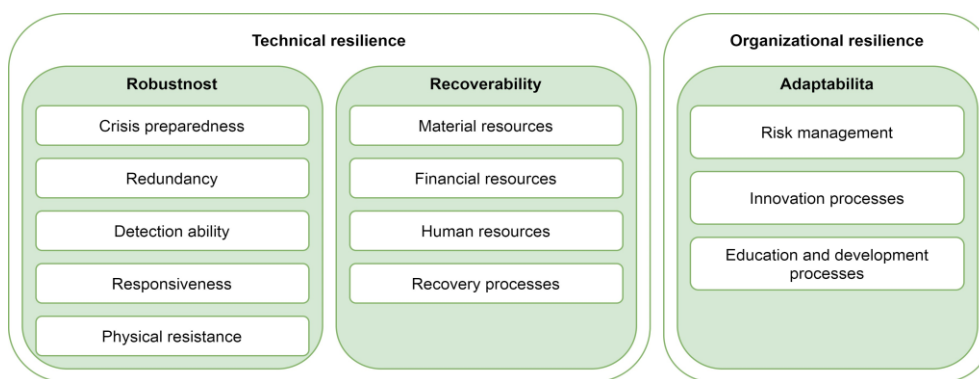 Technical resilience
Robustnost
Crisis preparedness
Redundancy
Detection ability
Responsiveness
Physical resistance
Recoverability
Material resources
Financial resources
Human resources
Recovery processes
Organizational resilience
Adaptabilita
Risk management
Innovation processes
Education and development
processes